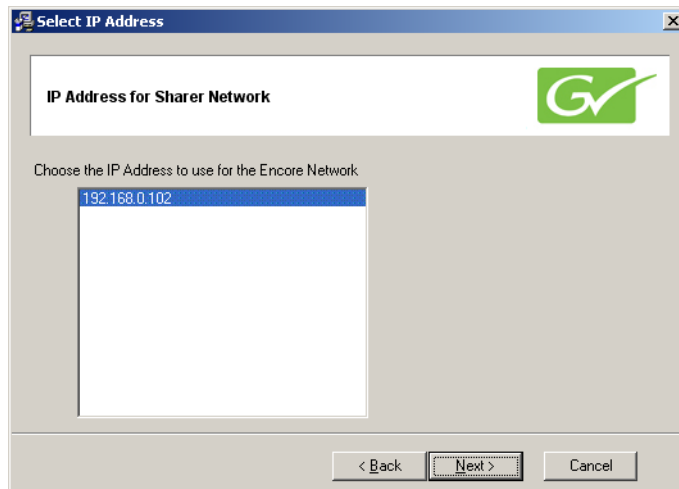 Select IP Address
IP Address for Sharer Network
GV
Choose the IP Address to use for the Encore Network
192.168.0.102
< Back
Next >
Cancel